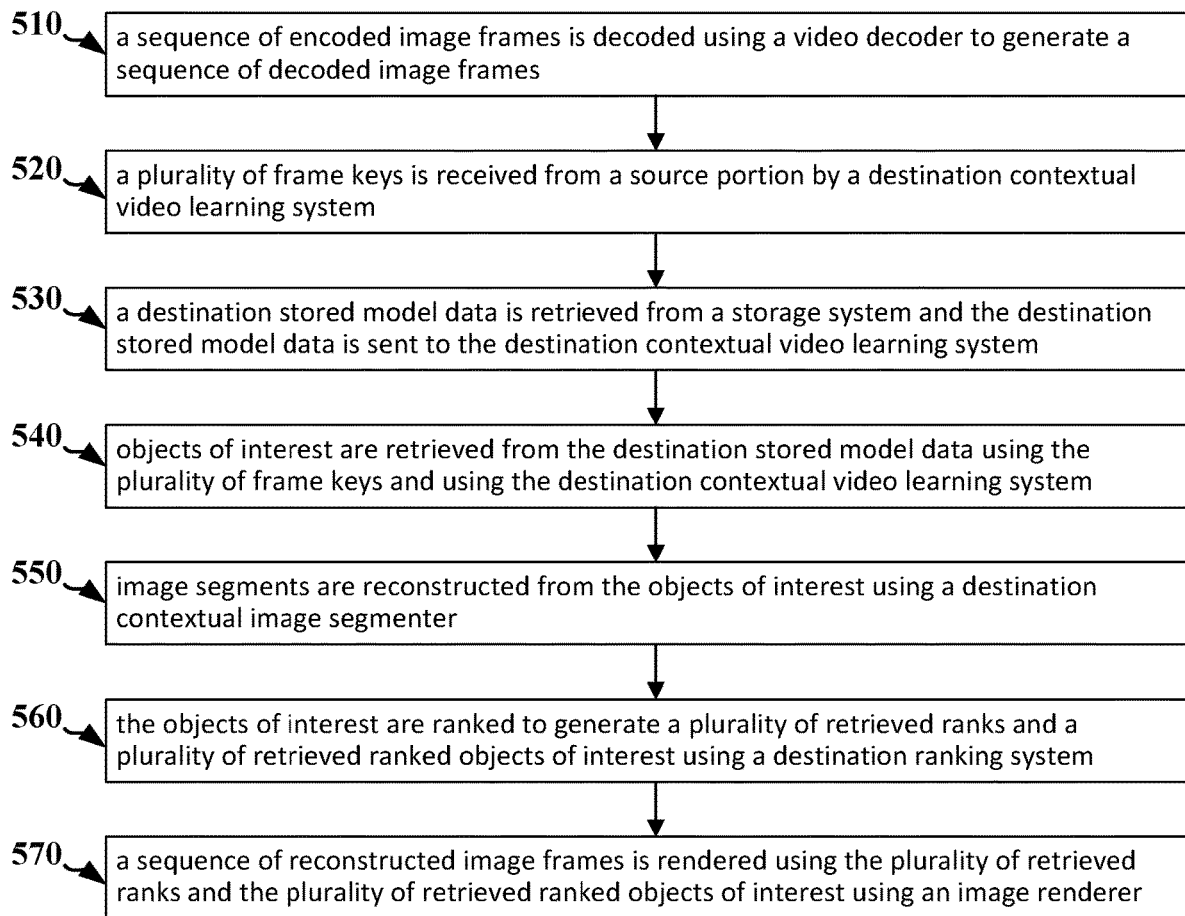 510
a sequence of encoded image frames is decoded using a video decoder to generate a
sequence of decoded image frames
520
a plurality of frame keys is received from a source portion by a destination contextual
video learning system
530
a destination stored model data is retrieved from a storage system and the destination
stored model data is sent to the destination contextual video learning system
540
objects of interest are retrieved from the destination stored model data using the
plurality of frame keys and using the destination contextual video learning system
550
image segments are reconstructed from the objects of interest using a destination
contextual image segmenter
560
the objects of interest are ranked to generate a plurality of retrieved ranks and a
plurality of retrieved ranked objects of interest using a destination ranking system
570
a sequence of reconstructed image frames is rendered using the plurality of retrieved
ranks and the plurality of retrieved ranked objects of interest using an image renderer